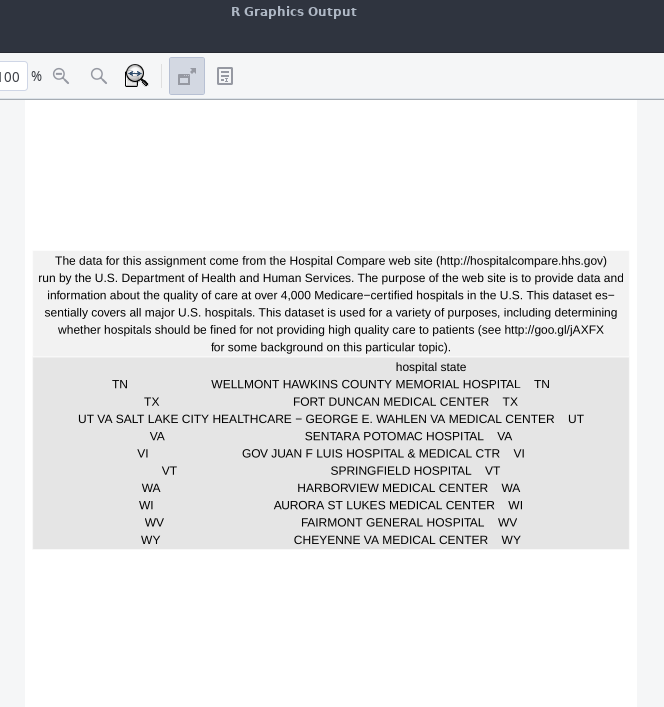 R Graphics Output
100 %
The data for this assignment come from the Hospital Compare web site (http://hospitalcompare.hhs.gov)
run by the U.S. Department of Health and Human Services. The purpose of the web site is to provide data and
information about the quality of care at over 4,000 Medicare−certified hospitals in the U.S. This dataset es−
sentially covers all major U.S. hospitals. This dataset is used for a variety of purposes, including determining
whether hospitals should be fined for not providing high quality care to patients (see http://goo.gl/jAXFX
for some background on this particular topic).
hospital state
TN WELLMONT HAWKINS COUNTY MEMORIAL HOSPITAL TN
TX FORT DUNCAN MEDICAL CENTER TX
UT VA SALT LAKE CITY HEALTHCARE − GEORGE E. WAHLEN VA MEDICAL CENTER UT
VA SENTARA POTOMAC HOSPITAL VA
VI GOV JUAN F LUIS HOSPITAL & MEDICAL CTR VI
VT SPRINGFIELD HOSPITAL VT
WA HARBORVIEW MEDICAL CENTER WA
WI AURORA ST LUKES MEDICAL CENTER WI
WV FAIRMONT GENERAL HOSPITAL WV
WY CHEYENNE VA MEDICAL CENTER WY